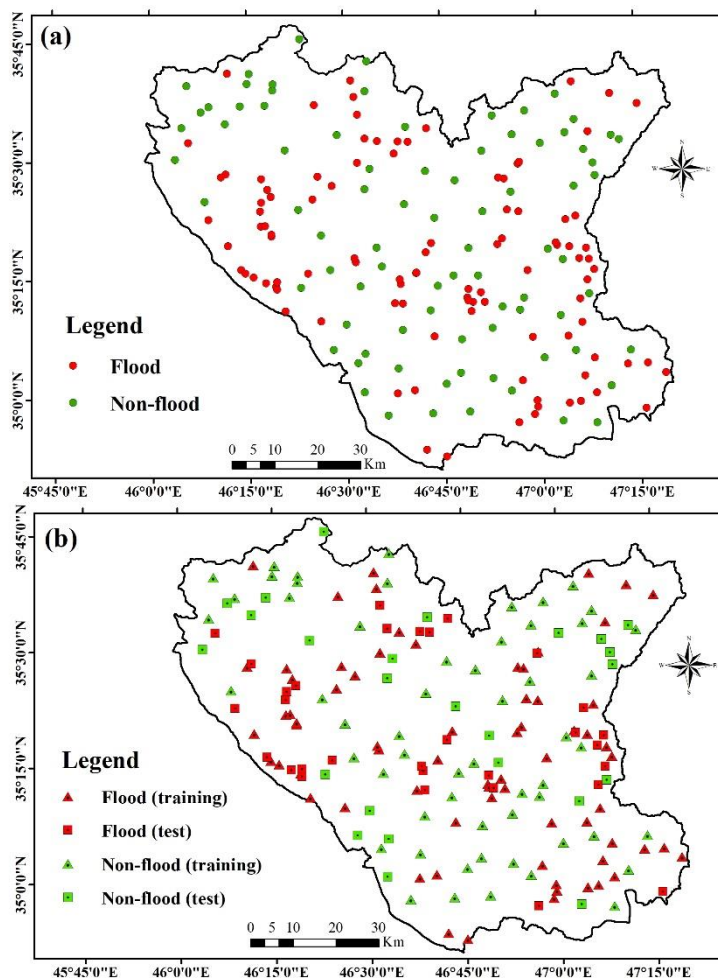 (a)
35°45'0"N
35°30'0"N
35°15'0"N
35°0'0"N
N
W
E
S
Legend
Flood
Non-flood
0 5 10 20 30
Km
45°45'0"E 46°0'0"E 46°15'0"E 46°30'0"E 46°45'0"E 47°0'0"E 47°15'0"E
(b)
35°45'0"N
35°30'0"N
35°15'0"N
35°0'0"N
N
W
E
S
Legend
Flood (training)
Flood (test)
Non-flood (training)
Non-flood (test)
0 5 10 20 30
Km
45°45'0"E 46°0'0"E 46°15'0"E 46°30'0"E 46°45'0"E 47°0'0"E 47°15'0"E